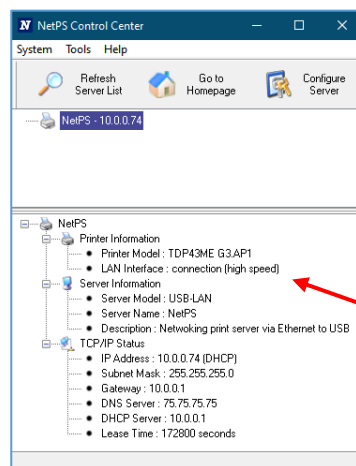 NetPS Control Center
System Tools Help
Refresh
Server List
Go to
Homepage
Configure
Server
NetPS - 10.0.0.74
NetPS
Printer Information
Printer Model : TDP43ME G3.AP1
LAN Interface : connection (high speed)
Server Information
Server Model : USB-LAN
Server Name : NetPS
Description : Netwoking print server via Ethernet to USB
TCP/IP Status
IP Address : 10.0.0.74 (DHCP)
Subnet Mask : 255.255.255.0
Gateway : 10.0.0.1
DNS Server : 75.75.75.75
DHCP Server : 10.0.0.1
Lease Time : 172800 seconds